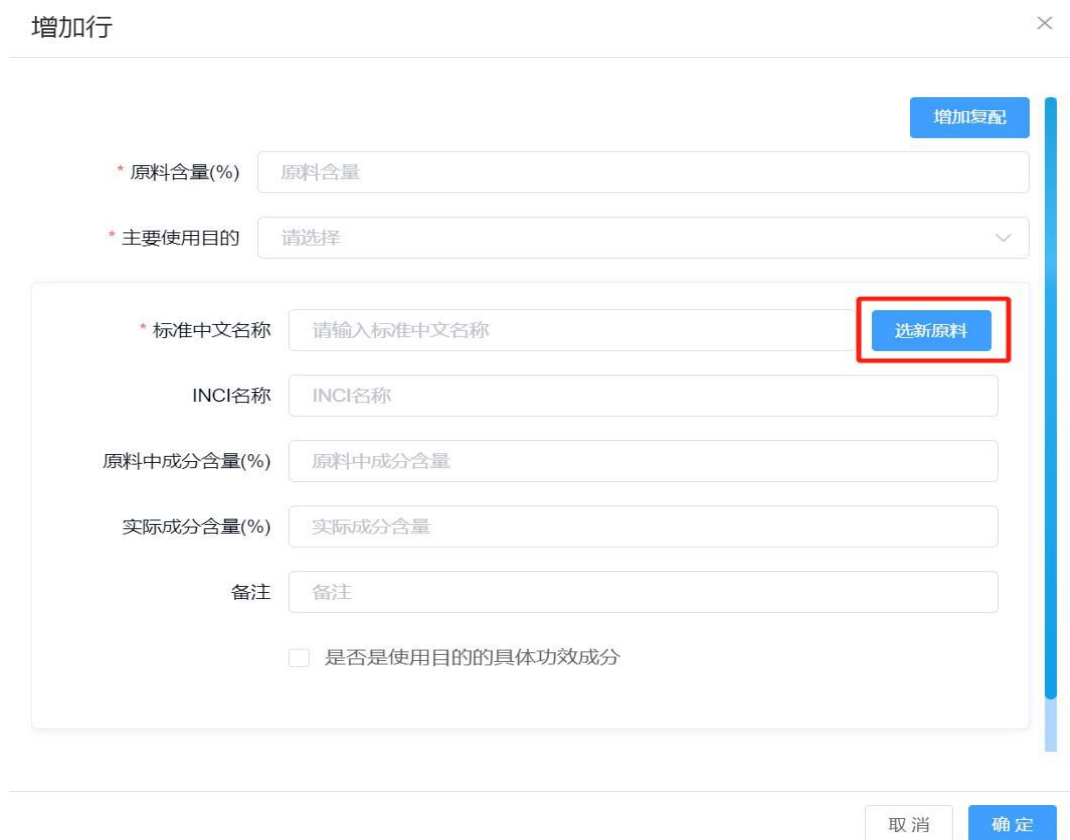 增加行
增加复配
* 原料含量(%) 原料含量
* 主要使用目的 请选择
* 标准中文名称 请输入标准中文名称 选新原料
INCI名称 INCI名称
原料中成分含量(%) 原料中成分含量
实际成分含量(%) 实际成分含量
备注 备注
是否是使用目的的具体功效成分
取消 确定